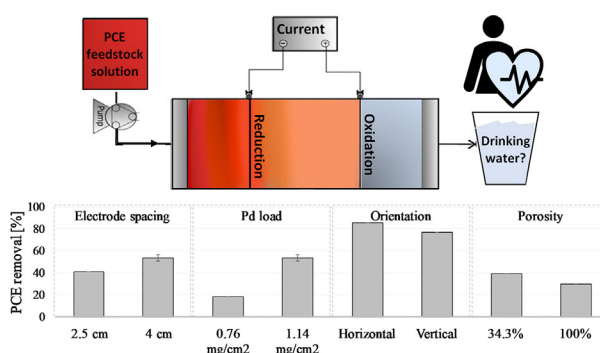 PCE
feedstock
solution
Pump
Current
Reduction
Oxidation
Drinking
water?
PCE removal [%]
100
80
60
40
20
0
Electrode spacing
Pd load
Orientation
Porosity
2.5 cm
4 cm
0.76
mg/cm2
1.14
mg/cm2
Horizontal
Vertical
34.3%
100%